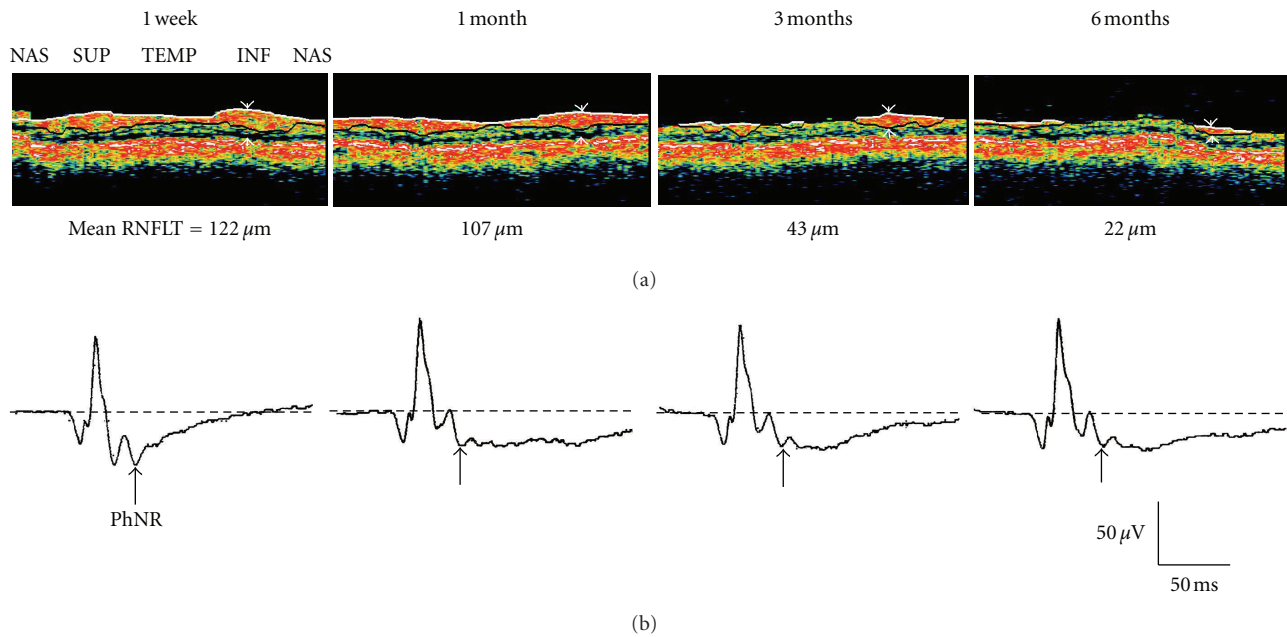 1 week 1 month 3 months 6 months
NAS SUP TEMP INF NAS
Mean RNFLT = 122 µm 107 µm 43 µm 22 µm
(a)
PhNR
50 µV
50 ms
(b)